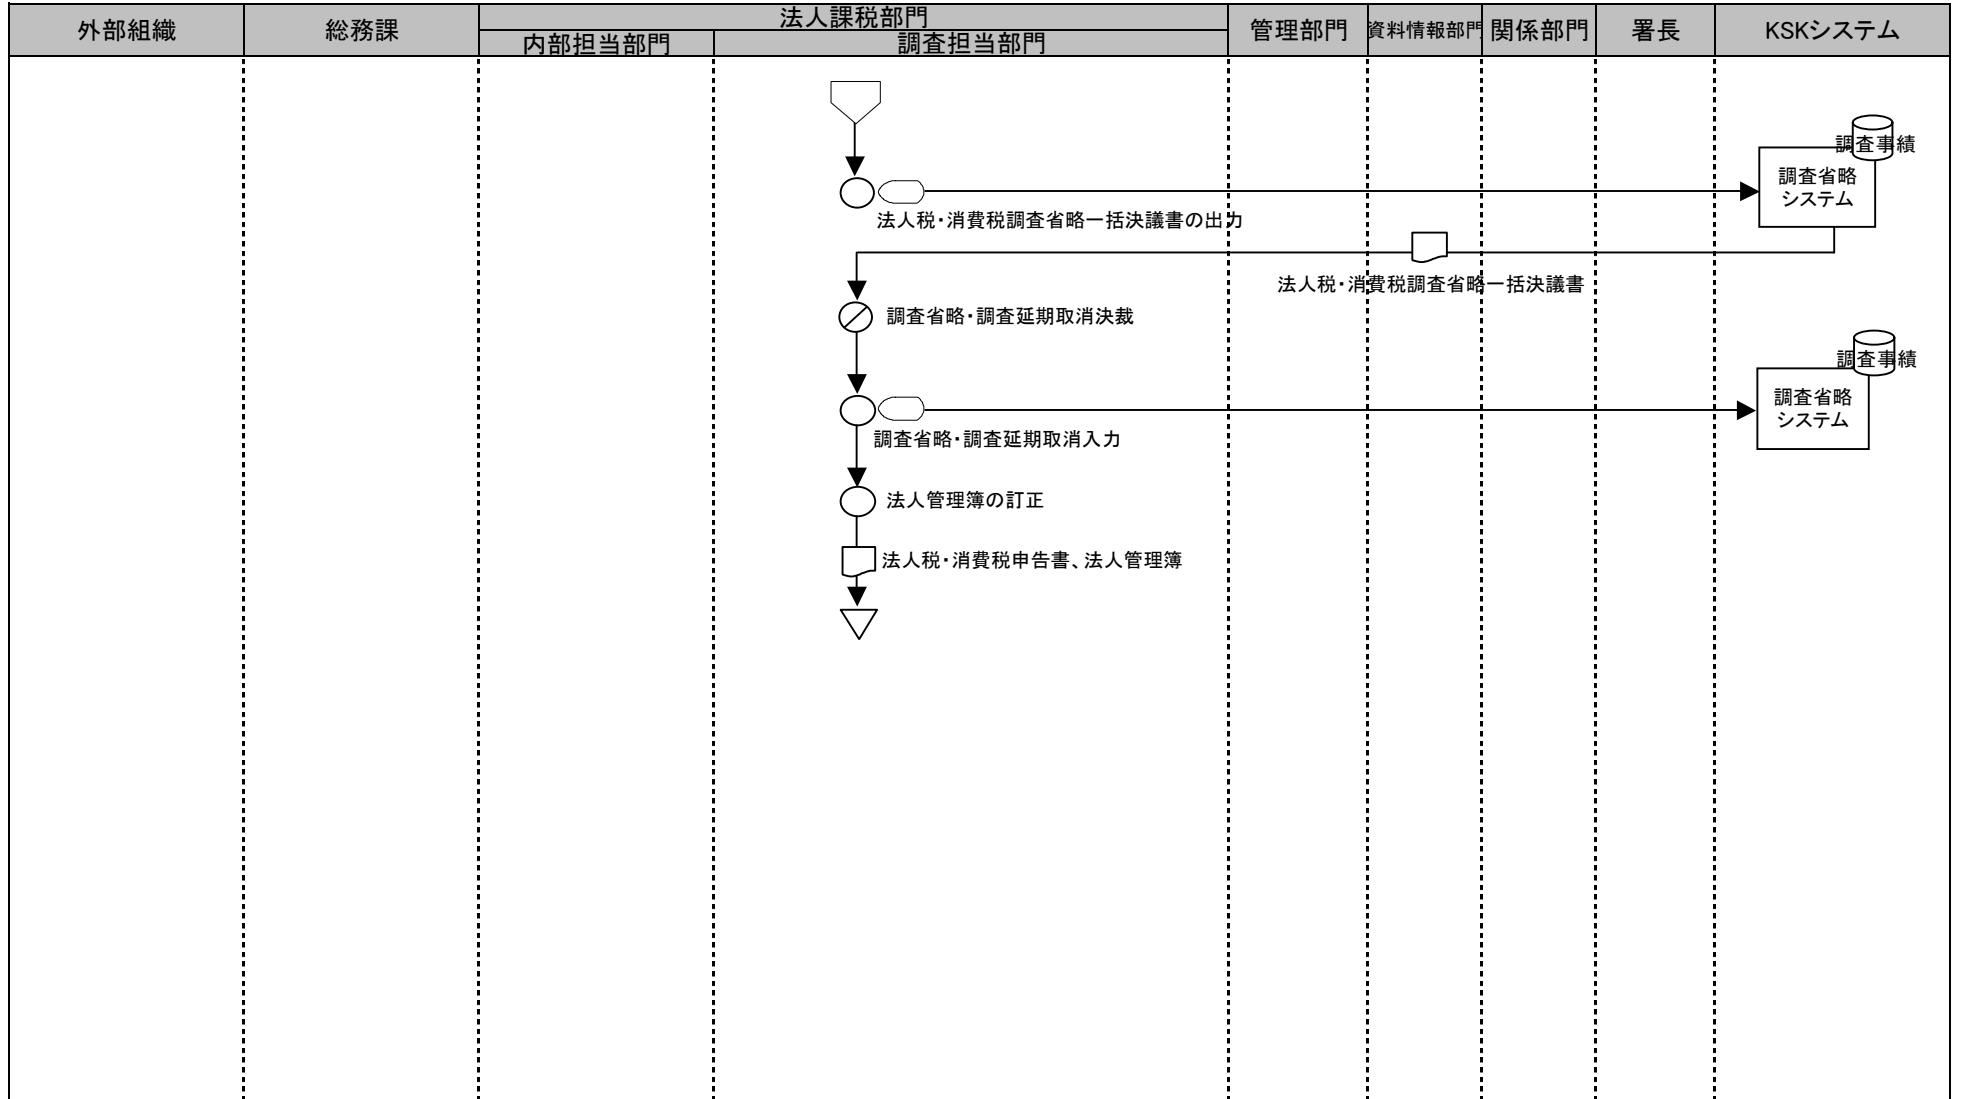 外部組織
総務課
法人課税部門
内部担当部門
調査担当部門
管理部門
資料情報部門
関係部門
署長
KSKシステム
調査事績
調査省略
システム
法人税・消費税調査省略一括決議書の出力
法人税・消費税調査省略一括決議書
調査省略・調査延期取消決裁
調査事績
調査省略
システム
調査省略・調査延期取消入力
法人管理簿の訂正
法人税・消費税申告書、法人管理簿